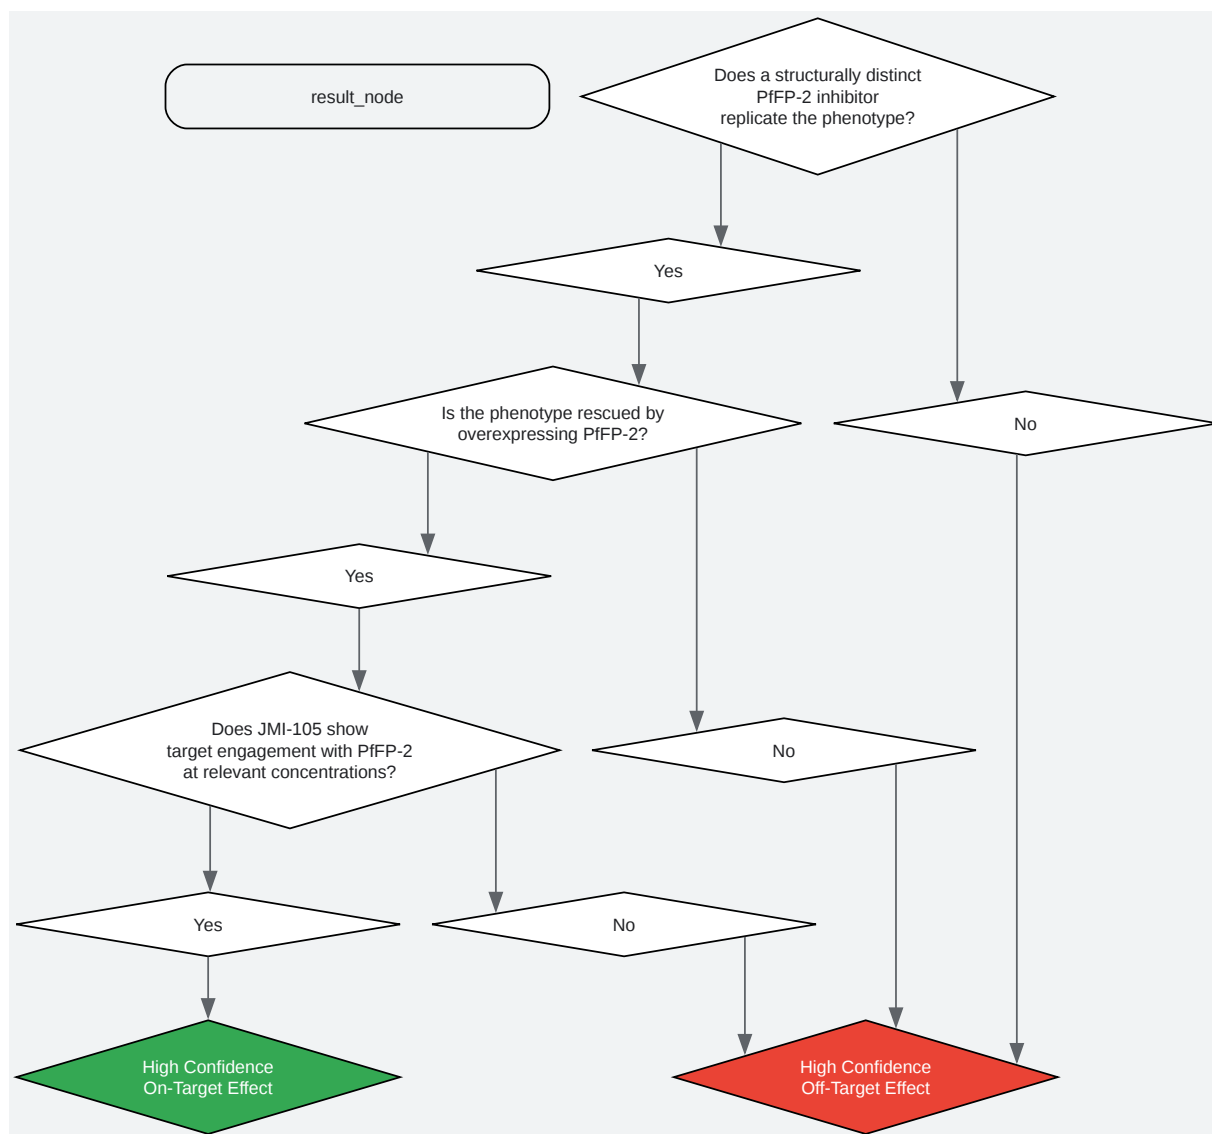 result_node
Does a structurally distinct
PfFP-2 inhibitor
replicate the phenotype?
Yes
Is the phenotype rescued by
overexpressing PfFP-2?
No
Yes
Does JMI-105 show
target engagement with PfFP-2
at relevant concentrations?
No
Yes
No
High Confidence
On-Target Effect
High Confidence
Off-Target Effect